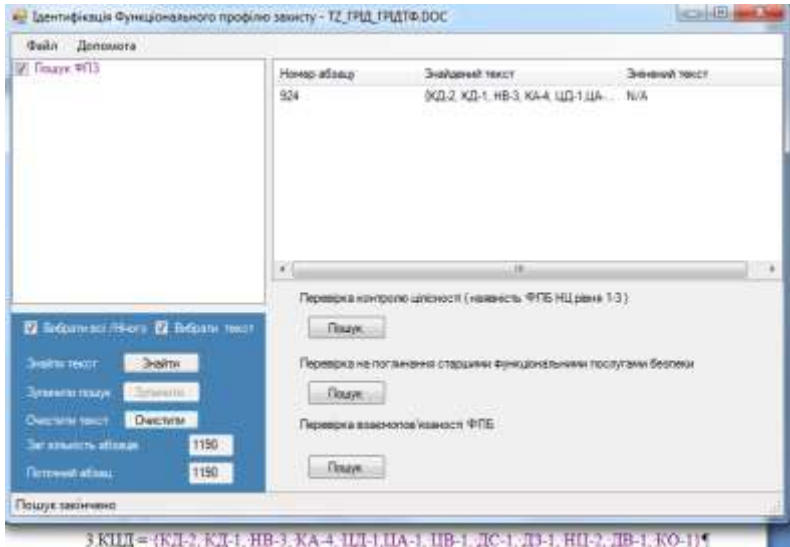 Ідентифікація Функціонального профілю захисту - TZ_ГРІД_ГРІДТФ.DOC
Файл Допомога
Пошук ФПЗ
Номер абзацу Знайдений текст Змінений текст
924 {КД-2, КД-1, НВ-3, КА-4, ЦД-1,ЦА-... N/A
Перевірка контролю цілісності ( наявність ФПБ НЦ рівня 1-3 )
Пошук
Вибрати всі /Нічого Вибрати текст
Знайти текст Знайти
Перевірка на поглинання старшими функціональними послугами безпеки
Зупинити пошук Зупинити
Пошук
Очистити текст Очистити
Перевірка взаємопов'язаності ФПБ
Заг кількість абзаців 1150
Поточний абзац 1150
Пошук
Пошук закінчено
3.КЦД = {КД-2, КД-1, НВ-3, КА-4, ЦД-1,ЦА-1, ЦВ-1, ДС-1, ДЗ-1, НЦ-2, ДВ-1, КО-1}¶